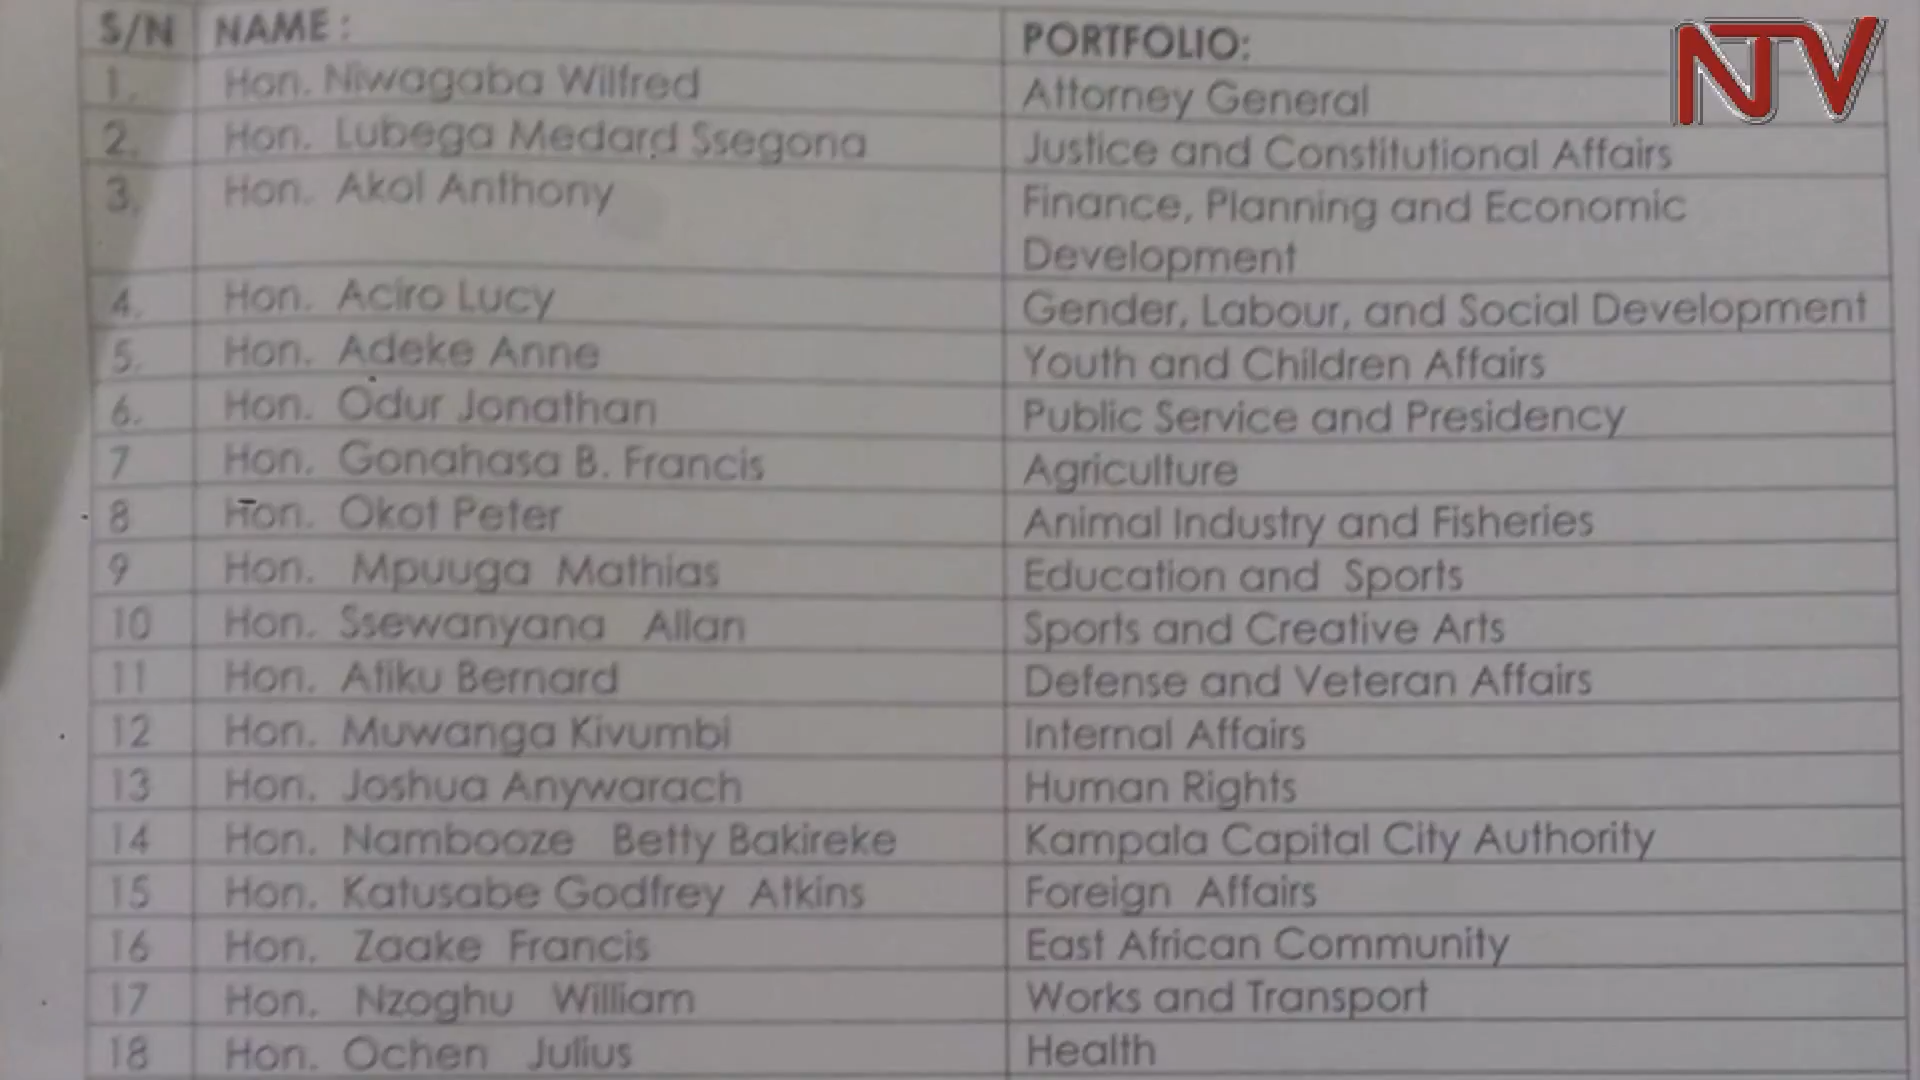 NTV
S/N NAME: PORTFOLIO:
1. Hon. Niwagaba Wilfred Attorney General
2. Hon. Lubega Medard Ssegona Justice and Constitutional Affairs
3. Hon. Akol Anthony Finance, Planning and Economic
Development
4. Hon. Aciro Lucy Gender, Labour, and Social Development
5. Hon. Adeke Anne Youth and Children Affairs
6. Hon. Odur Jonathan Public Service and Presidency
7 Hon. Gonahasa B. Francis Agriculture
8 Hon. Okot Peter Animal Industry and Fisheries
9 Hon. Mpuuga Mathias Education and Sports
10 Hon. Ssewanyana Allan Sports and Creative Arts
11 Hon. Atiku Bernard Defense and Veteran Affairs
12 Hon. Muwanga Kivumbi Internal Affairs
13 Hon. Joshua Anywarach Human Rights
14 Hon. Nambooze Betty Bakireke Kampala Capital City Authority
15 Hon. Katusabe Godfrey Atkins Foreign Affairs
16 Hon. Zaake Francis East African Community
17 Hon. Nzoghu William Works and Transport
18 Hon. Ochen Julius Health